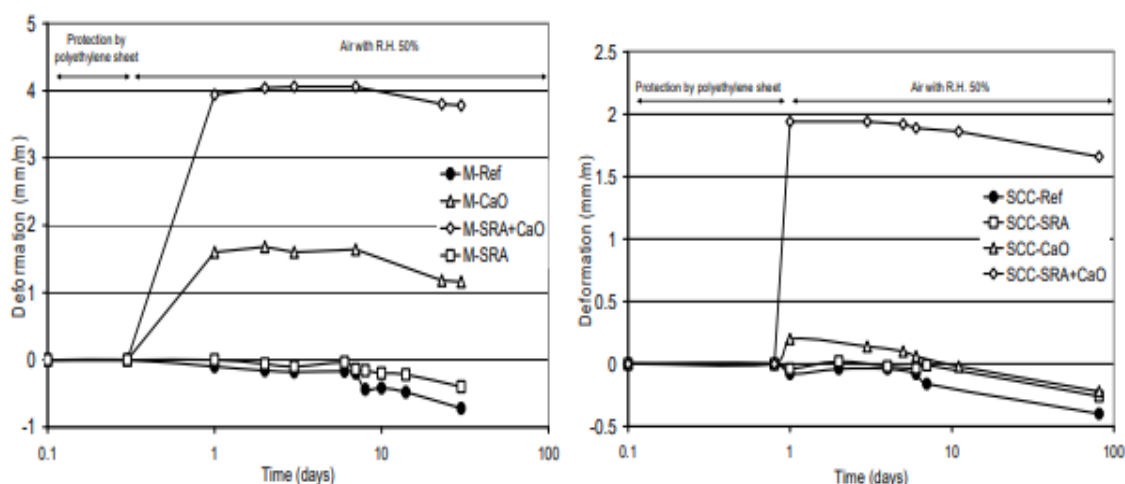 5
4
3
2
1
0
-1
Deformation (mm/m)
Protection by
polyethylene sheet
Air with R.H. 50%
M-Ref
M-CaO
M-SRA+CaO
M-SRA
0.1
1
10
100
Time (days)
2.5
2
1.5
1
0.5
0
-0.5
Deformation (mm/m)
Protection by polyethylene sheet
Air with R.H. 50%
SCC-Ref
SCC-SRA
SCC-CaO
SCC-SRA+CaO
0.1
1
10
100
Time (days)